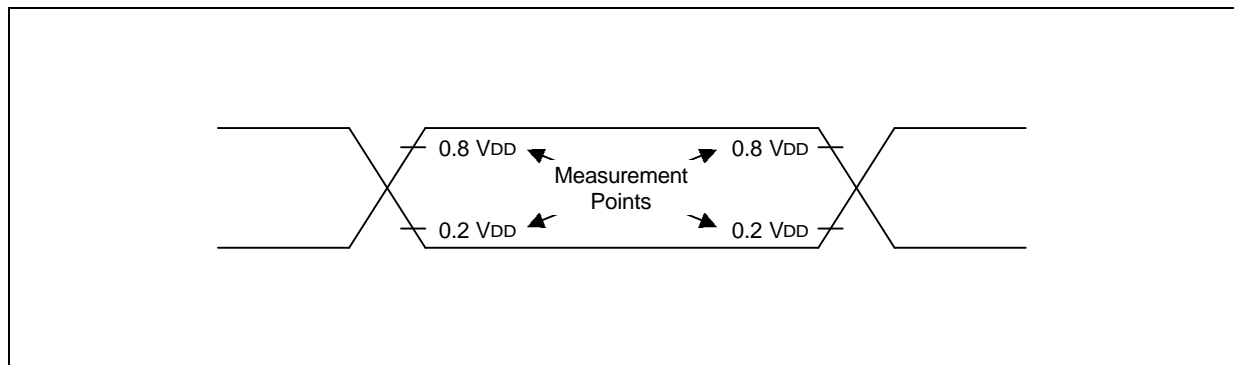 0.8 VDD 0.8 VDD
Measurement
Points
0.2 VDD 0.2 VDD